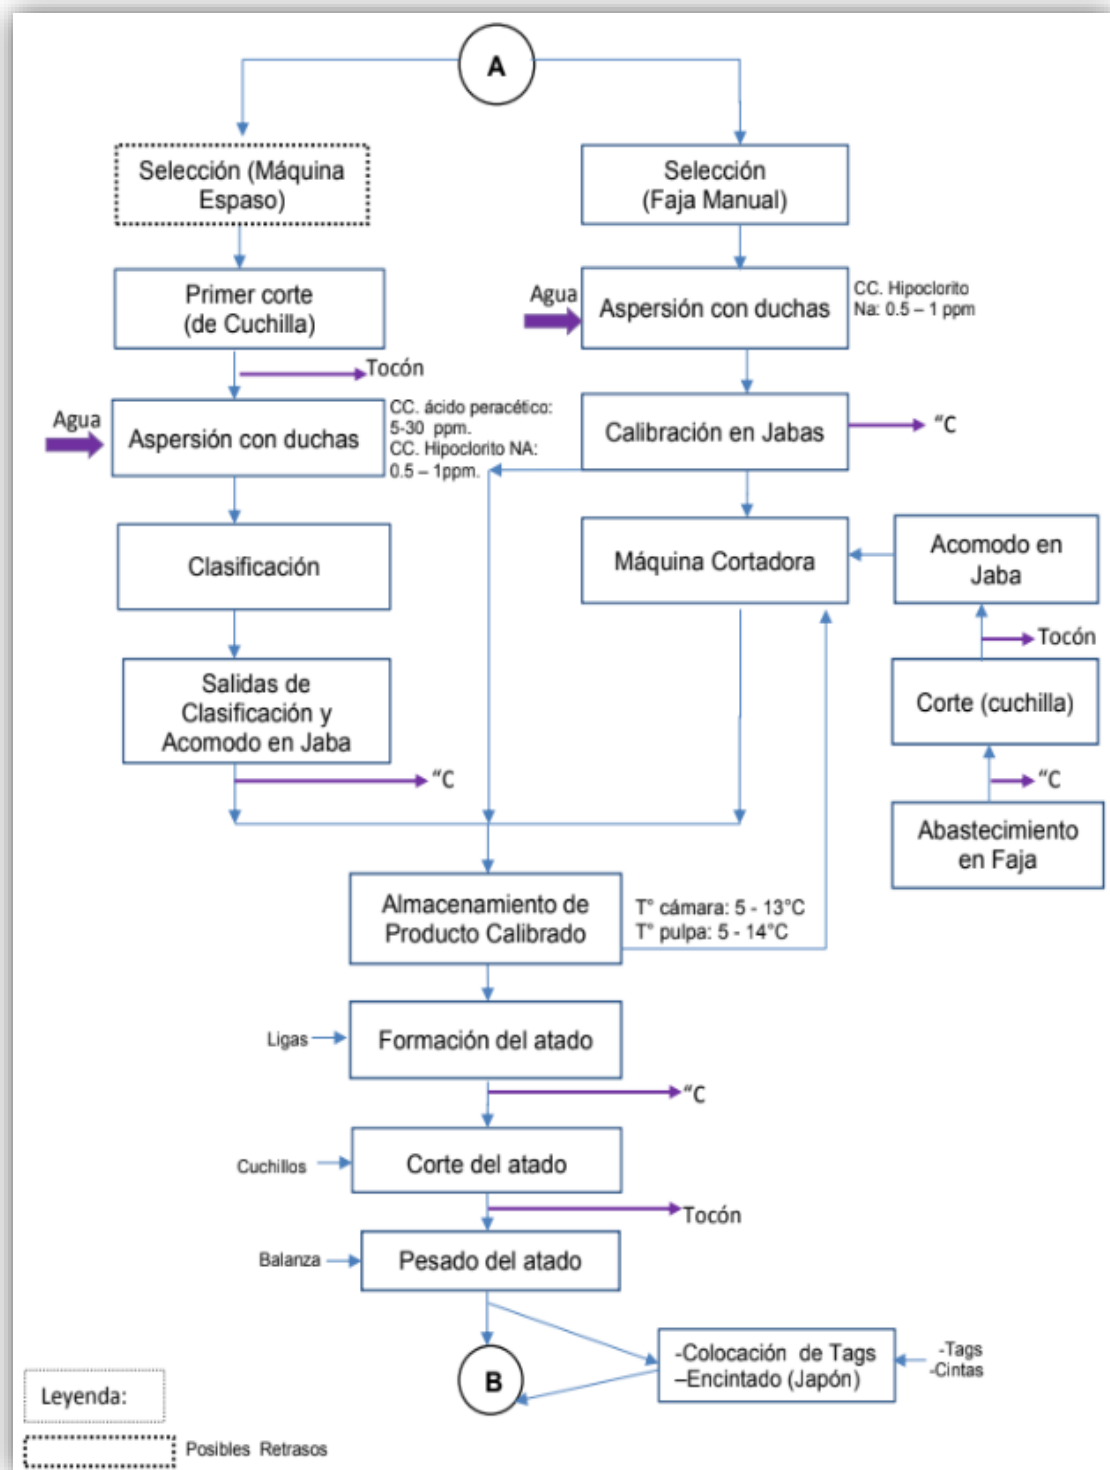 A
Selección (Máquina
Espaso)
Selección
(Faja Manual)
Primer corte
(de Cuchilla)
Agua
Aspersión con duchas
CC. Hipoclorito
Na: 0.5 – 1 ppm
Tocón
Agua
Aspersión con duchas
CC. ácido peracético:
5-30 ppm.
CC. Hipoclorito NA:
0.5 – 1ppm.
Calibración en Jabas
“C
Clasificación
Máquina Cortadora
Acomodo en
Jaba
Tocón
Salidas de
Clasificación y
Acomodo en Jaba
Corte (cuchilla)
“C
“C
Abastecimiento
en Faja
Almacenamiento de
Producto Calibrado
T° cámara: 5 - 13°C
T° pulpa: 5 - 14°C
Ligas
Formación del atado
“C
Cuchillos
Corte del atado
Tocón
Balanza
Pesado del atado
-Colocación de Tags
–Encintado (Japón)
-Tags
-Cintas
B
Leyenda:
Posibles Retrasos